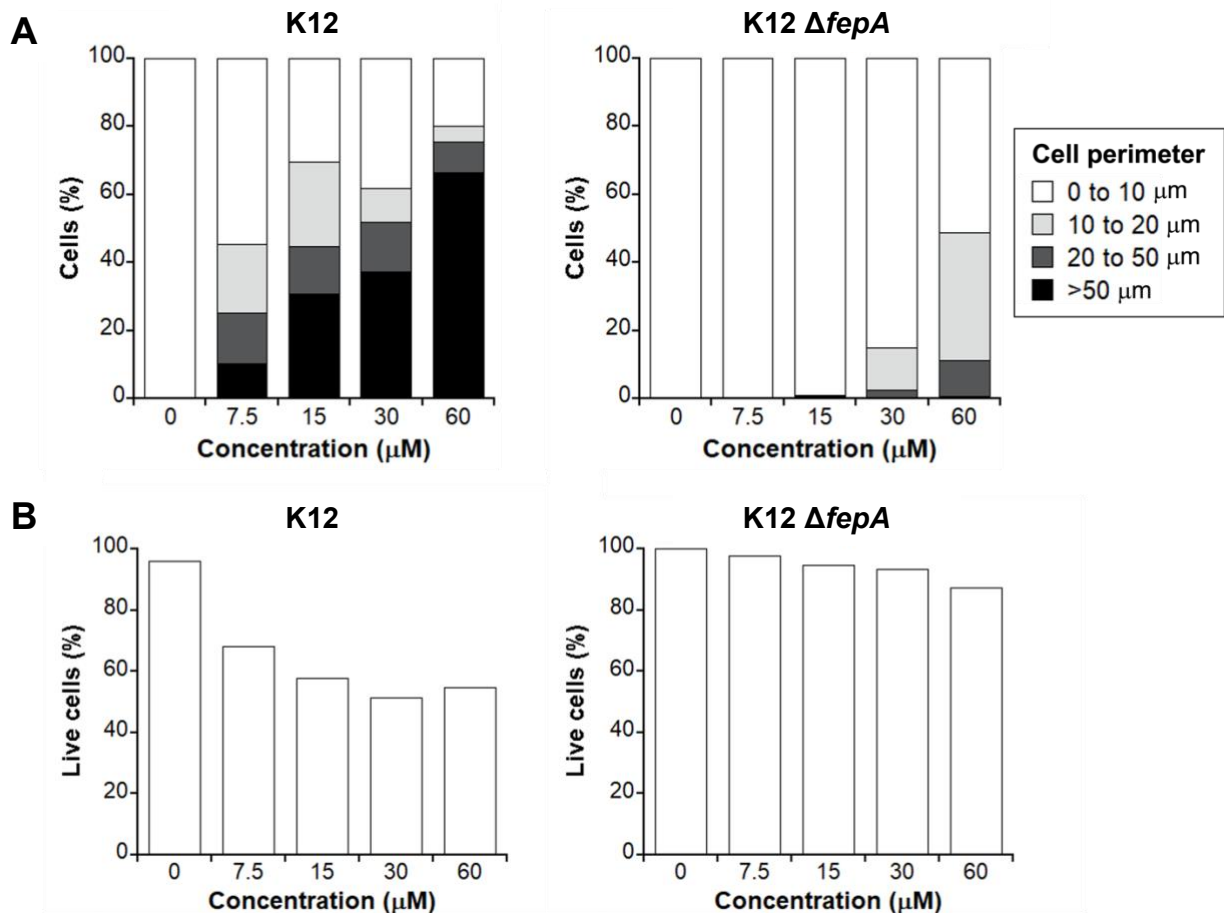 A
K12
K12 ΔfepA
100
80
60
40
20
0
Cells (%)
0 7.5 15 30 60
Concentration (μM)
100
80
60
40
20
0
Cells (%)
0 7.5 15 30 60
Concentration (μM)
Cell perimeter
0 to 10 μm
10 to 20 μm
20 to 50 μm
>50 μm
B
K12
K12 ΔfepA
100
80
60
40
20
0
Live cells (%)
0 7.5 15 30 60
Concentration (μM)
100
80
60
40
20
0
Live cells (%)
0 7.5 15 30 60
Concentration (μM)